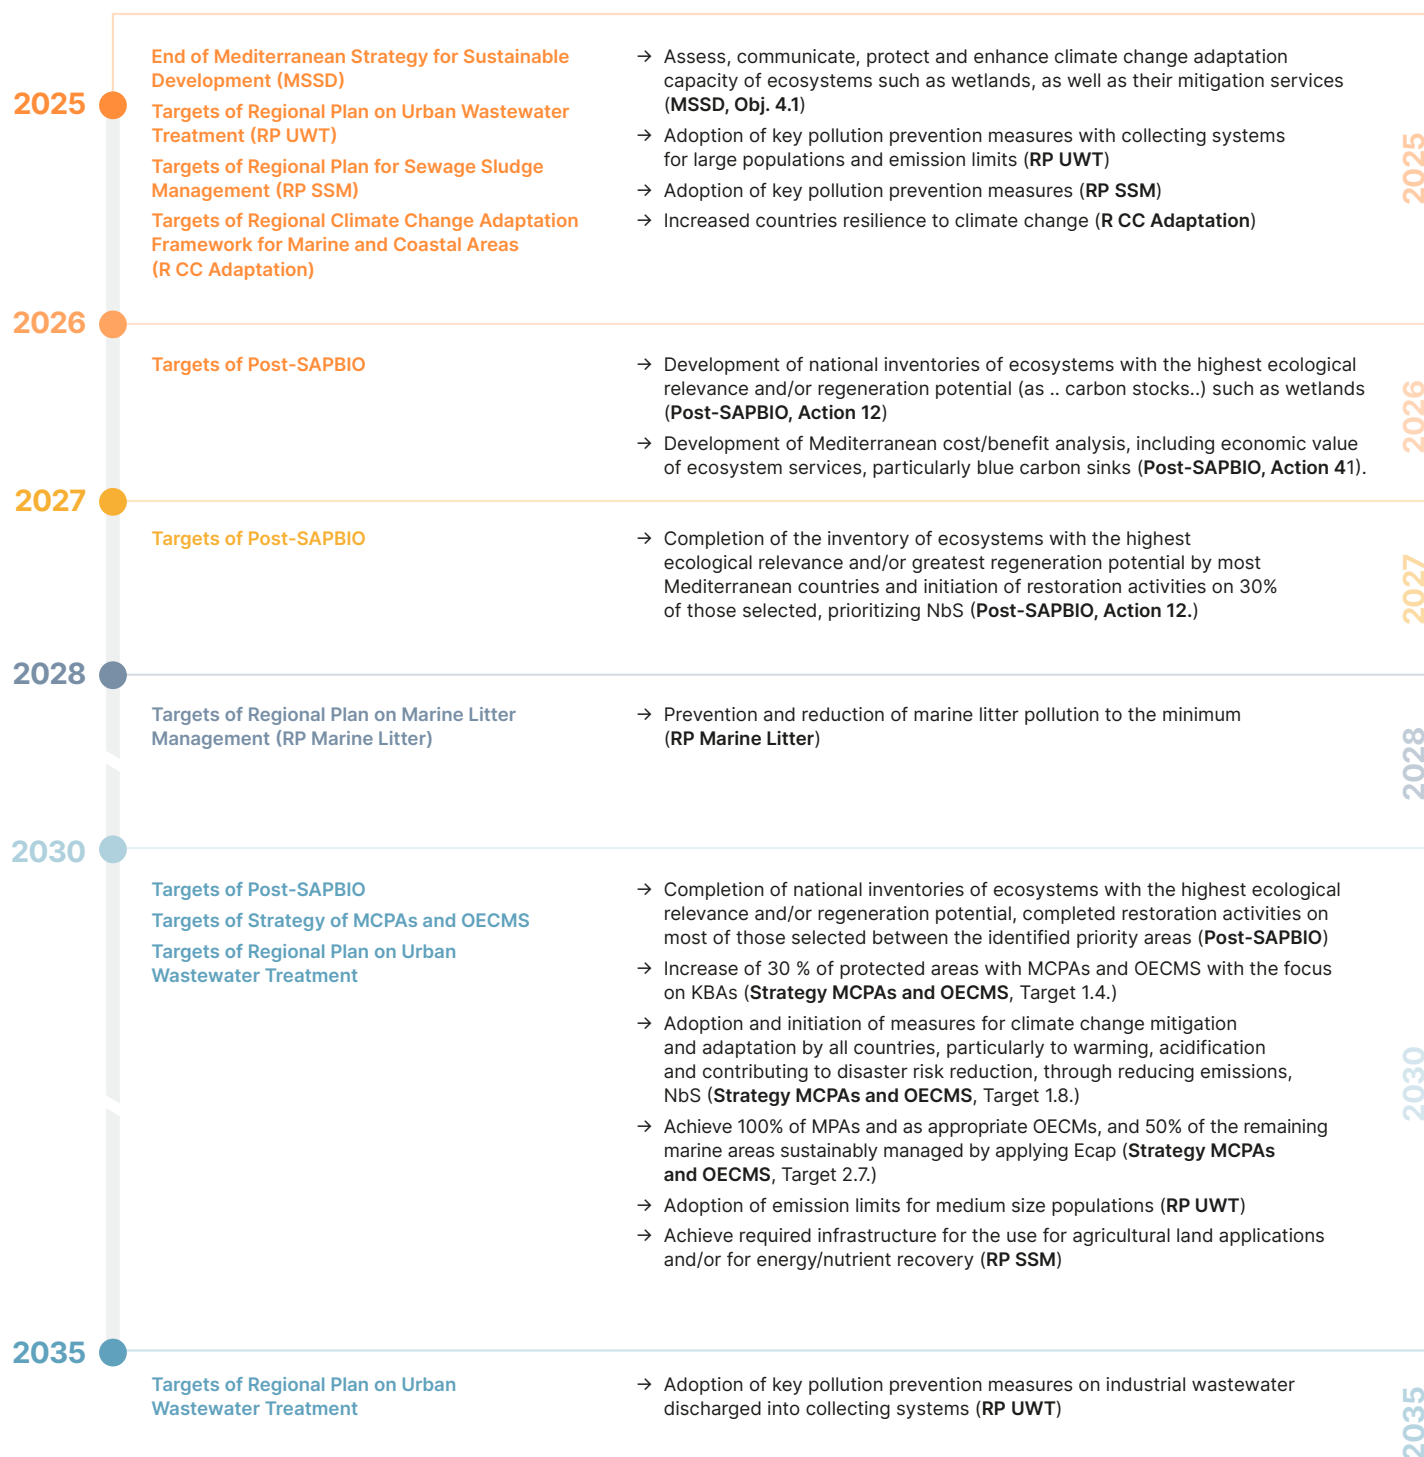 2025
End of Mediterranean Strategy for Sustainable
Development (MSSD)
Targets of Regional Plan on Urban Wastewater
Treatment (RP UWT)
Targets of Regional Plan for Sewage Sludge
Management (RP SSM)
Targets of Regional Climate Change Adaptation
Framework for Marine and Coastal Areas
(R CC Adaptation)
→ Assess, communicate, protect and enhance climate change adaptation
capacity of ecosystems such as wetlands, as well as their mitigation services
(MSSD, Obj. 4.1)
→ Adoption of key pollution prevention measures with collecting systems
for large populations and emission limits (RP UWT)
→ Adoption of key pollution prevention measures (RP SSM)
→ Increased countries resilience to climate change (R CC Adaptation)
2025
2026
Targets of Post-SAPBIO
→ Development of national inventories of ecosystems with the highest ecological
relevance and/or regeneration potential (as .. carbon stocks..) such as wetlands
(Post-SAPBIO, Action 12)
→ Development of Mediterranean cost/benefit analysis, including economic value
of ecosystem services, particularly blue carbon sinks (Post-SAPBIO, Action 41).
2026
2027
Targets of Post-SAPBIO
→ Completion of the inventory of ecosystems with the highest
ecological relevance and/or greatest regeneration potential by most
Mediterranean countries and initiation of restoration activities on 30%
of those selected, prioritizing NbS (Post-SAPBIO, Action 12.)
2027
2028
Targets of Regional Plan on Marine Litter
Management (RP Marine Litter)
→ Prevention and reduction of marine litter pollution to the minimum
(RP Marine Litter)
2028
2030
Targets of Post-SAPBIO
Targets of Strategy of MCPAs and OECMS
Targets of Regional Plan on Urban
Wastewater Treatment
→ Completion of national inventories of ecosystems with the highest ecological
relevance and/or regeneration potential, completed restoration activities on
most of those selected between the identified priority areas (Post-SAPBIO)
→ Increase of 30 % of protected areas with MCPAs and OECMS with the focus
on KBAs (Strategy MCPAs and OECMS, Target 1.4.)
→ Adoption and initiation of measures for climate change mitigation
and adaptation by all countries, particularly to warming, acidification
and contributing to disaster risk reduction, through reducing emissions,
NbS (Strategy MCPAs and OECMS, Target 1.8.)
→ Achieve 100% of MPAs and as appropriate OECMs, and 50% of the remaining
marine areas sustainably managed by applying Ecap (Strategy MCPAs
and OECMS, Target 2.7.)
→ Adoption of emission limits for medium size populations (RP UWT)
→ Achieve required infrastructure for the use for agricultural land applications
and/or for energy/nutrient recovery (RP SSM)
2030
2035
Targets of Regional Plan on Urban
Wastewater Treatment
→ Adoption of key pollution prevention measures on industrial wastewater
discharged into collecting systems (RP UWT)
2035